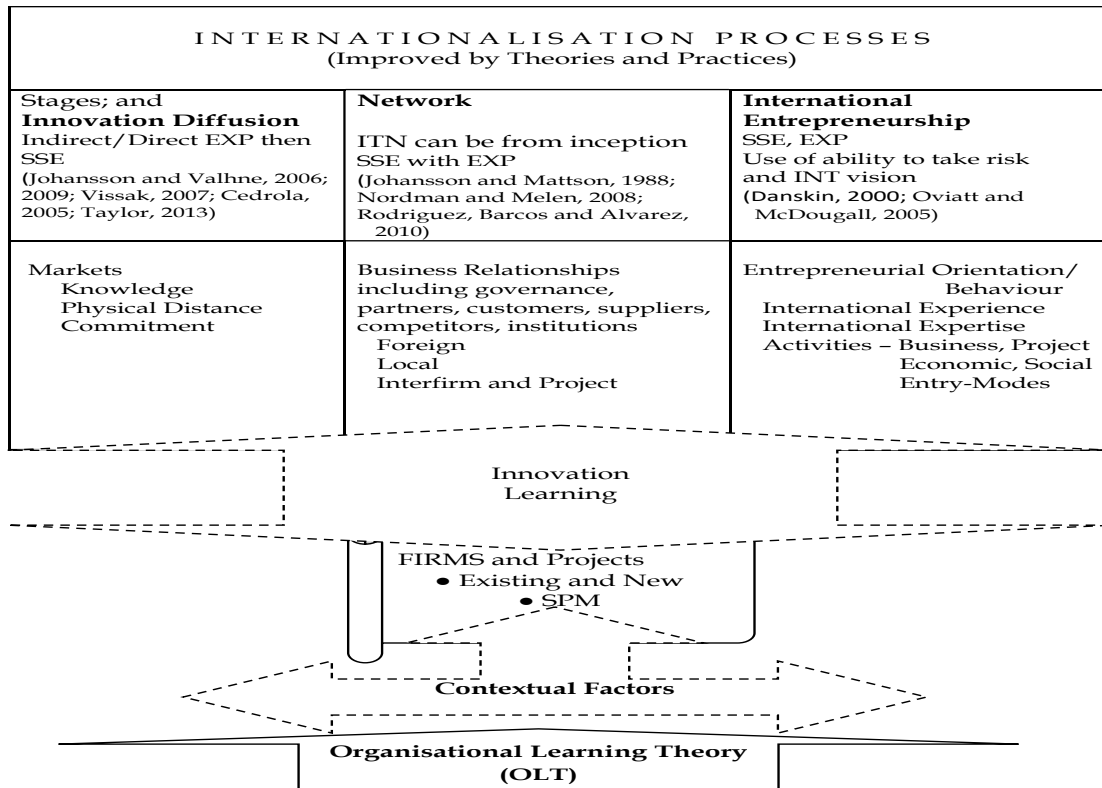 INTERNATIONALISATION PROCESSES
(Improved by Theories and Practices)
Stages; and
Innovation Diffusion
Indirect/Direct EXP then
SSE
(Johansson and Valhne, 2006;
2009; Vissak, 2007; Cedrola,
2005; Taylor, 2013)
Network
ITN can be from inception
SSE with EXP
(Johansson and Mattson, 1988;
Nordman and Melen, 2008;
Rodriguez, Barcos and Alvarez,
2010)
International
Entrepreneurship
SSE, EXP
Use of ability to take risk
and INT vision
(Danskin, 2000; Oviatt and
McDougall, 2005)
Markets
Knowledge
Physical Distance
Commitment
Business Relationships
including governance,
partners, customers, suppliers,
competitors, institutions
Foreign
Local
Interfirm and Project
Entrepreneurial Orientation/
Behaviour
International Experience
International Expertise
Activities – Business, Project
Economic, Social
Entry-Modes
Innovation
Learning
FIRMS and Projects
● Existing and New
● SPM
Contextual Factors
Organisational Learning Theory
(OLT)